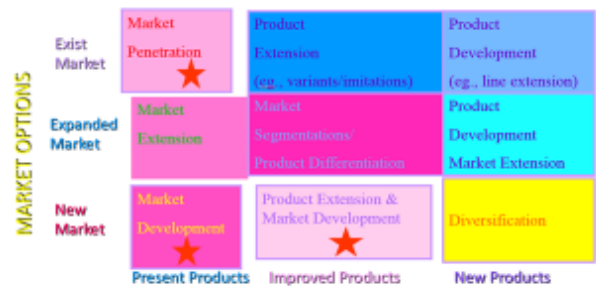 Exist
Market
Market
Penetration
Product
Extension
(eg., variants/imitations)
Product
Development
(eg., line extension)
MARKET OPTIONS
Expanded
Market
Market
Extension
Market
Segmentations/
Product Differentiation
Product
Development
Market Extension
New
Market
Market
Development
Product Extension &
Market Development
Diversification
Present Products
Improved Products
New Products